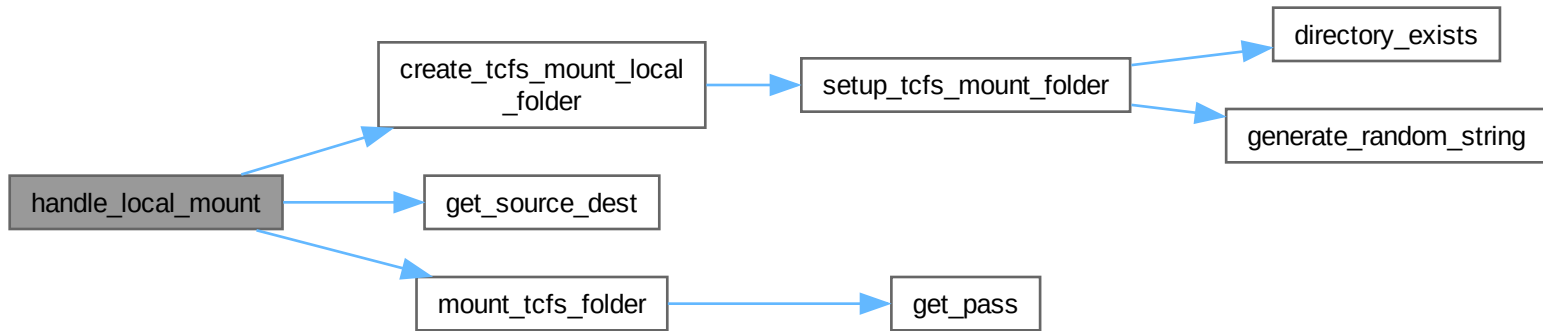 handle_local_mount
create_tcfs_mount_local
_folder
get_source_dest
mount_tcfs_folder
setup_tcfs_mount_folder
get_pass
directory_exists
generate_random_string